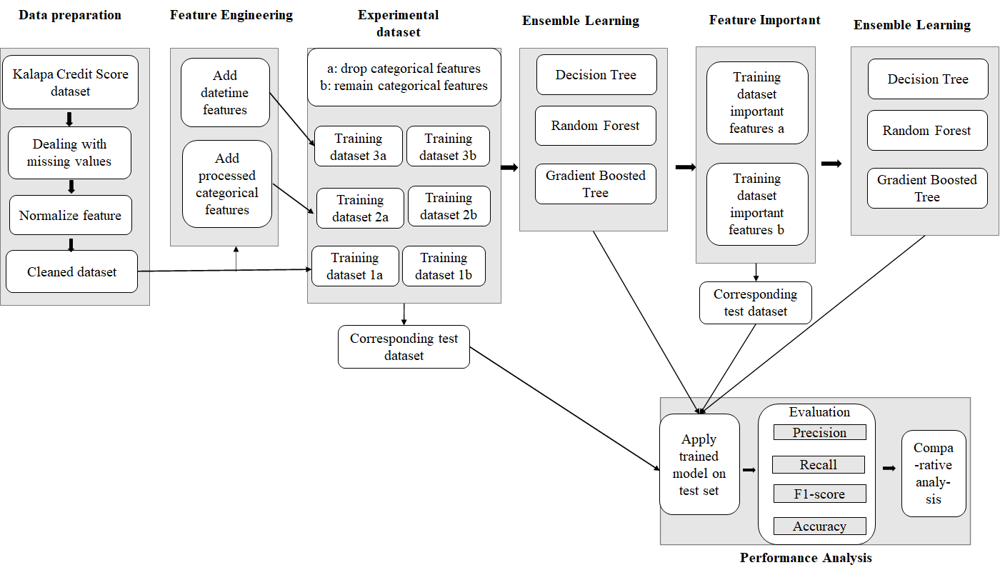 Data preparation
Kalapa Credit Score
dataset
Dealing with
missing values
Normalize feature
Cleaned dataset
Feature Engineering
Add
datetime
features
Add
processed
categorical
features
Experimental
dataset
a: drop categorical features
b: remain categorical features
Training
dataset 3a
Training
dataset 3b
Training
dataset 2a
Training
dataset 2b
Training
dataset 1a
Training
dataset 1b
Corresponding test
dataset
Ensemble Learning
Decision Tree
Random Forest
Gradient Boosted
Tree
Feature Important
Training
dataset
important
features a
Training
dataset
important
features b
Corresponding
test dataset
Ensemble Learning
Decision Tree
Random Forest
Gradient Boosted
Tree
Apply
trained
model on
test set
Evaluation
Precision
Recall
F1-score
Accuracy
Compa
-rative
analy-
sis
Performance Analysis